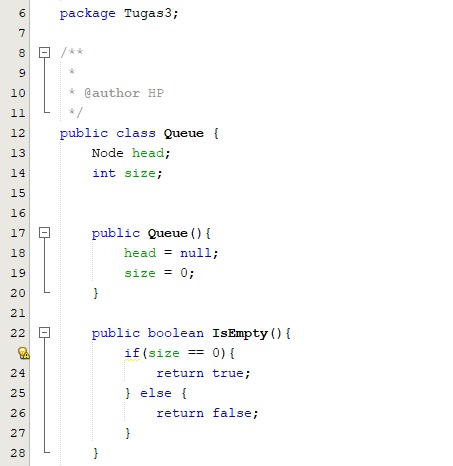 6 package Tugas3;
7
8 /**
9  *
10  * @author HP
11  */
12 public class Queue {
13     Node head;
14     int size;
15
16
17     public Queue(){
18         head = null;
19         size = 0;
20     }
21
22     public boolean IsEmpty(){
        if(size == 0){
24             return true;
25         } else {
26             return false;
27         }
28     }